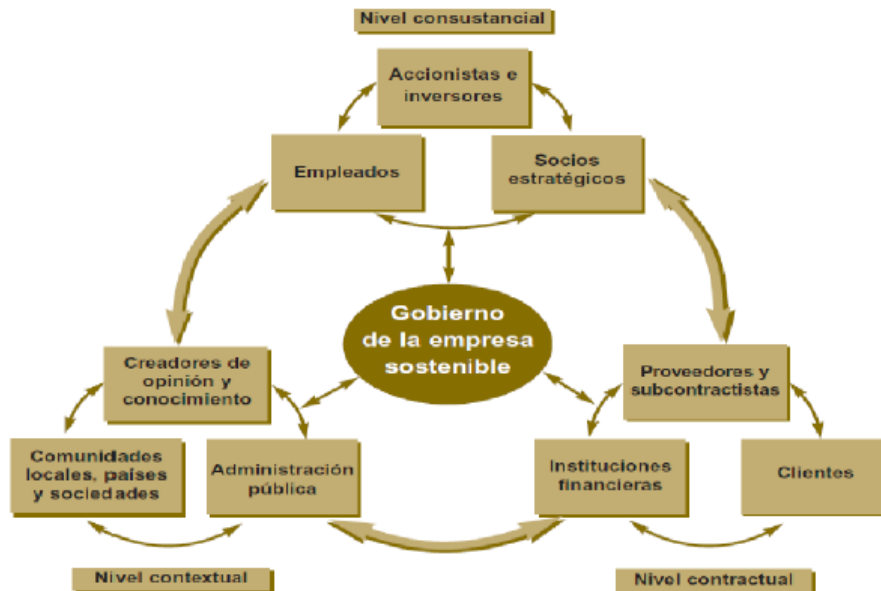 Nivel consustancial
Accionistas e
inversores
Empleados
Socios
estratégicos
Gobierno
de la empresa
sostenible
Creadores de
opinión y
conocimiento
Proveedores y
subcontractistas
Comunidades
locales, países
y sociedades
Administración
pública
Instituciones
financieras
Clientes
Nivel contextual
Nivel contractual